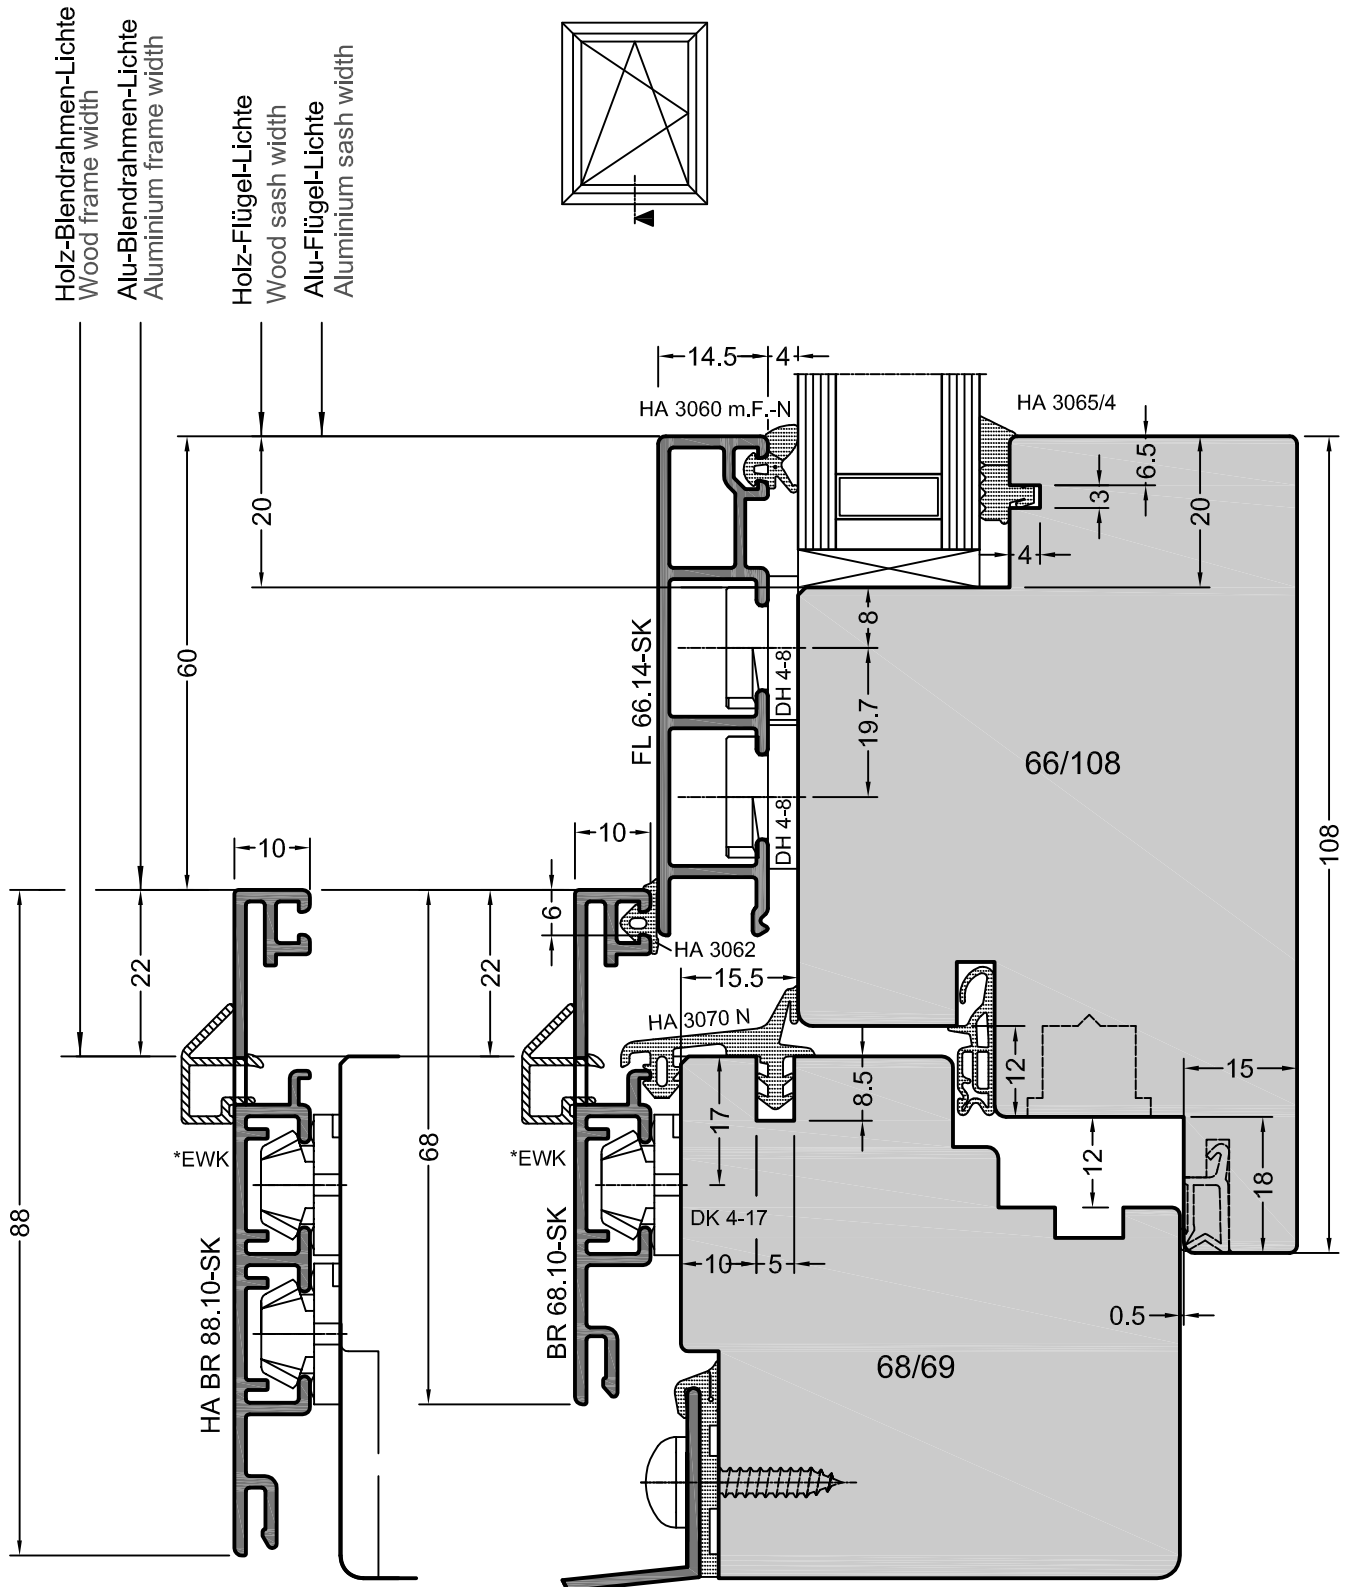 Holz-Blendrahmen-Lichte
Wood frame width
Alu-Blendrahmen-Lichte
Aluminium frame width
Holz-Flügel-Lichte
Wood sash width
Alu-Flügel-Lichte
Aluminium sash width
14.5
4
HA 3060 m.F.-N
HA 3065/4
6.5
3
20
20
4
8
60
FL 66.14-SK
DH 4-8
19.7
66/108
DH 4-8
10
10
108
6
HA 3062
22
22
15.5
HA 3070 N
12
8.5
15
17
68
*EWK
*EWK
12
18
88
DK 4-17
10
5
HA BR 88.10-SK
BR 68.10-SK
0.5
68/69